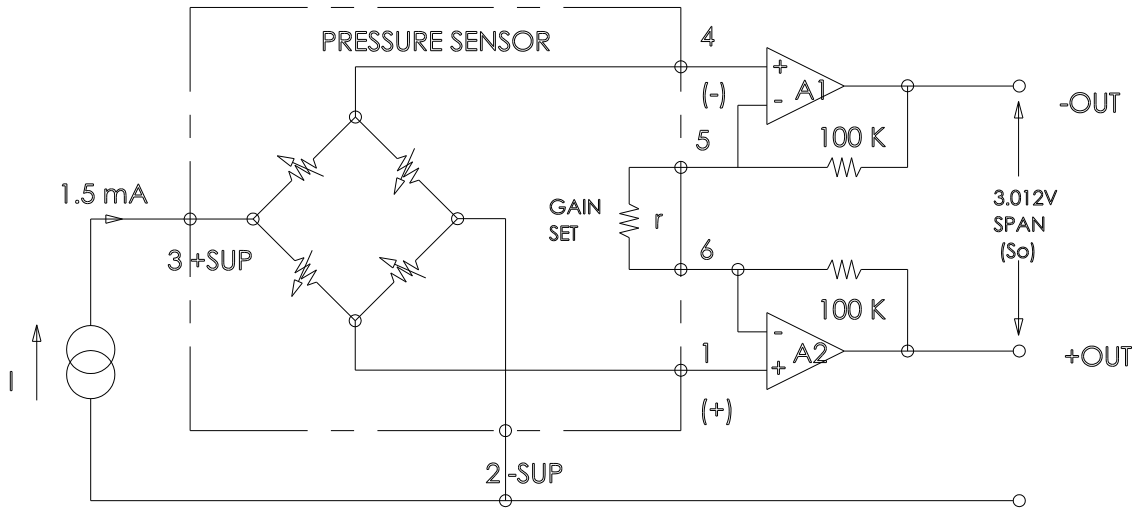 PRESSURE SENSOR
4
(-)
+
-
A1
-OUT
100 K
5
1.5 mA
GAIN
SET
r
3.012V
SPAN
(So)
3 +SUP
6
100 K
I
1
-
+
A2
+OUT
(+)
2 -SUP